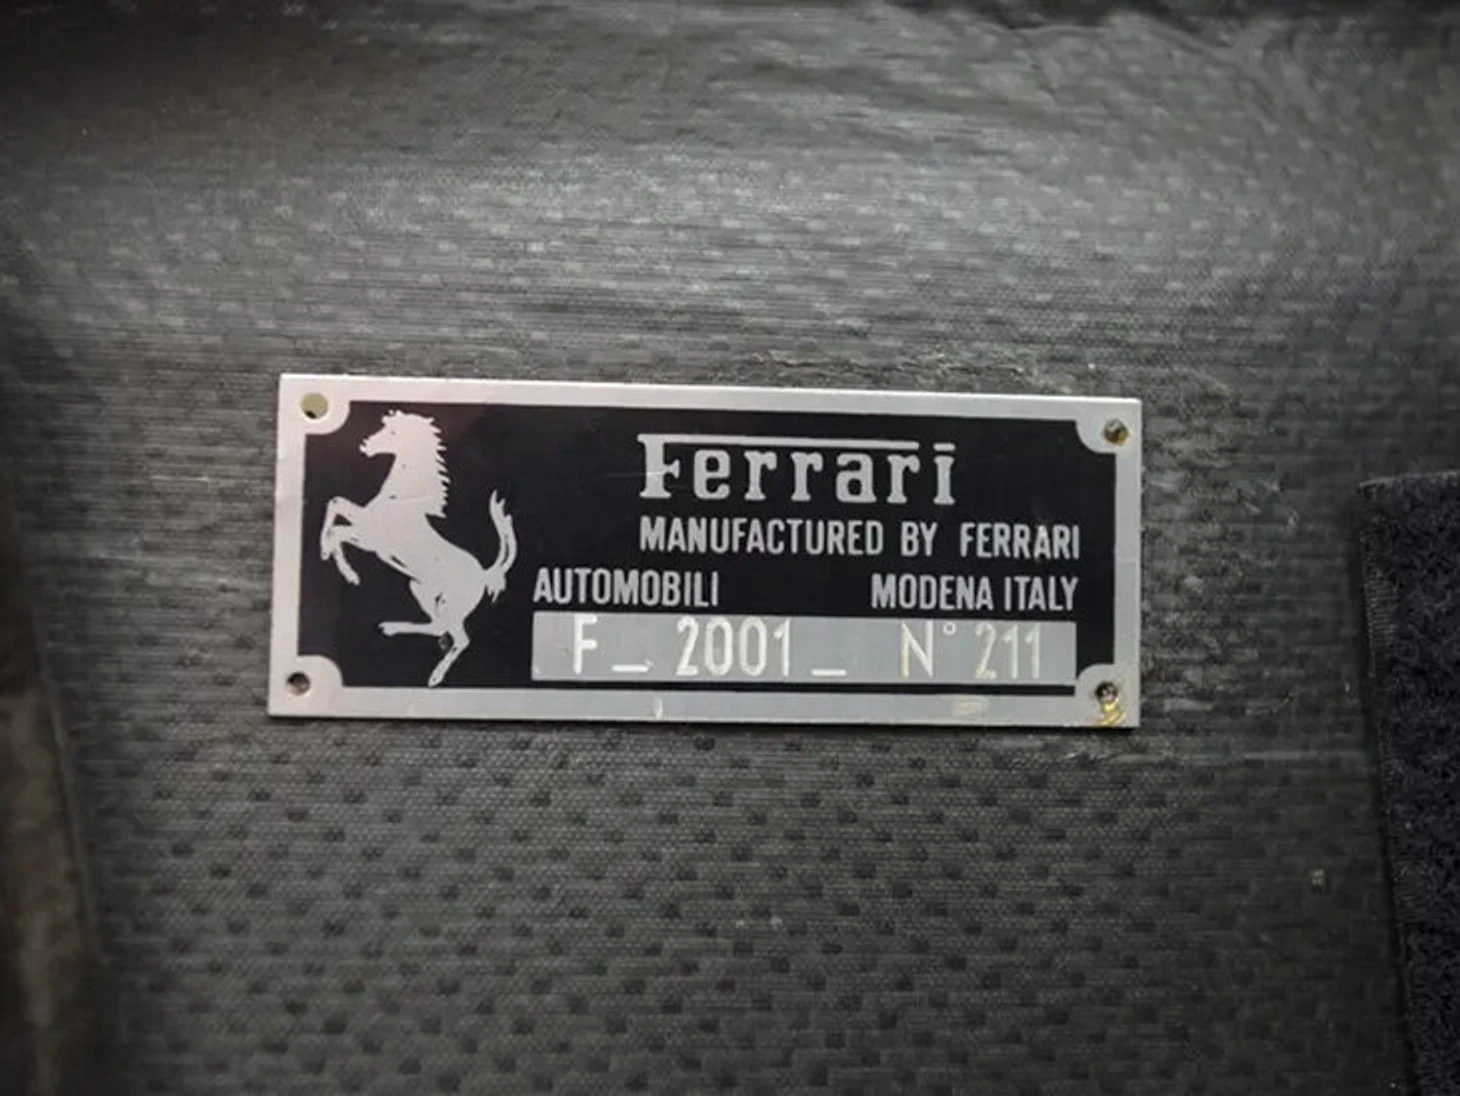 Ferrari
MANUFACTURED BY FERRARI
AUTOMOBILI MODENA ITALY
F_ 2001_ N° 211